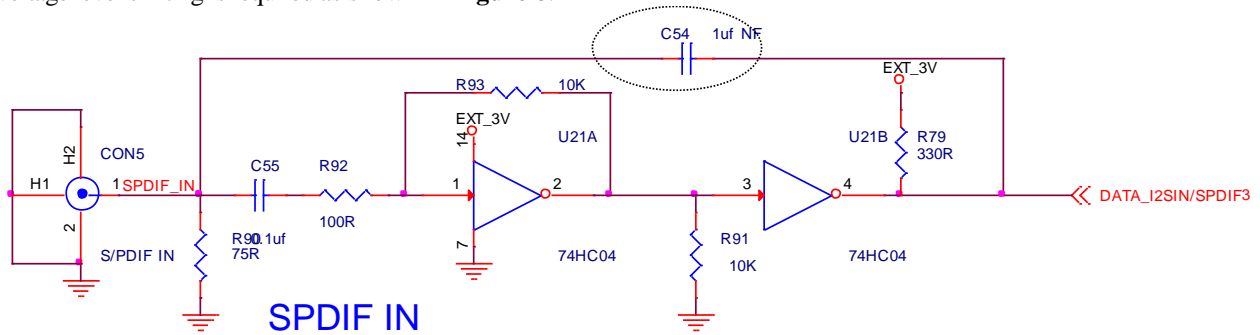 C54
1uf NF
EXT_3V
R93
10K
EXT_3V
14
U21A
U21B
R79
330R
CON5
H2
H1
1
SPDIF_IN
C55
R92
1
2
3
4
DATA_I2SIN/SPDIF3
100R
2
S/PDIF IN
R90
0.1uf
75R
7
74HC04
R91
10K
74HC04
SPDIF IN